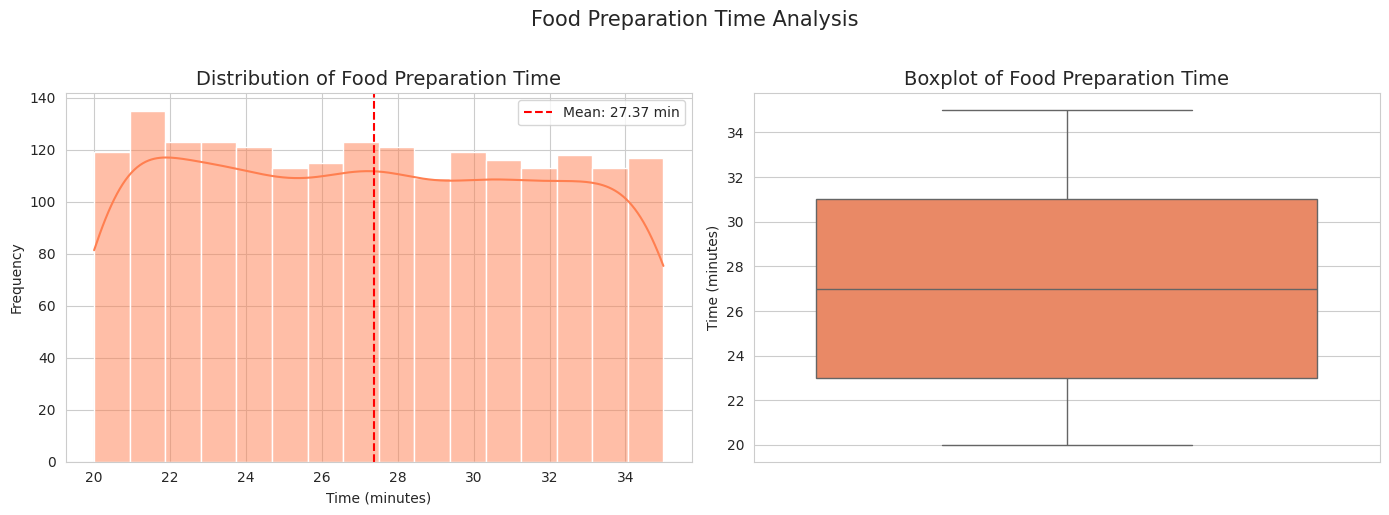 Food Preparation Time Analysis
Distribution of Food Preparation Time
Mean: 27.37 min
140
120
100
80
60
40
20
0
Frequency
20 22 24 26 28 30 32 34
Time (minutes)
Boxplot of Food Preparation Time
34
32
30
28
26
24
22
20
Time (minutes)